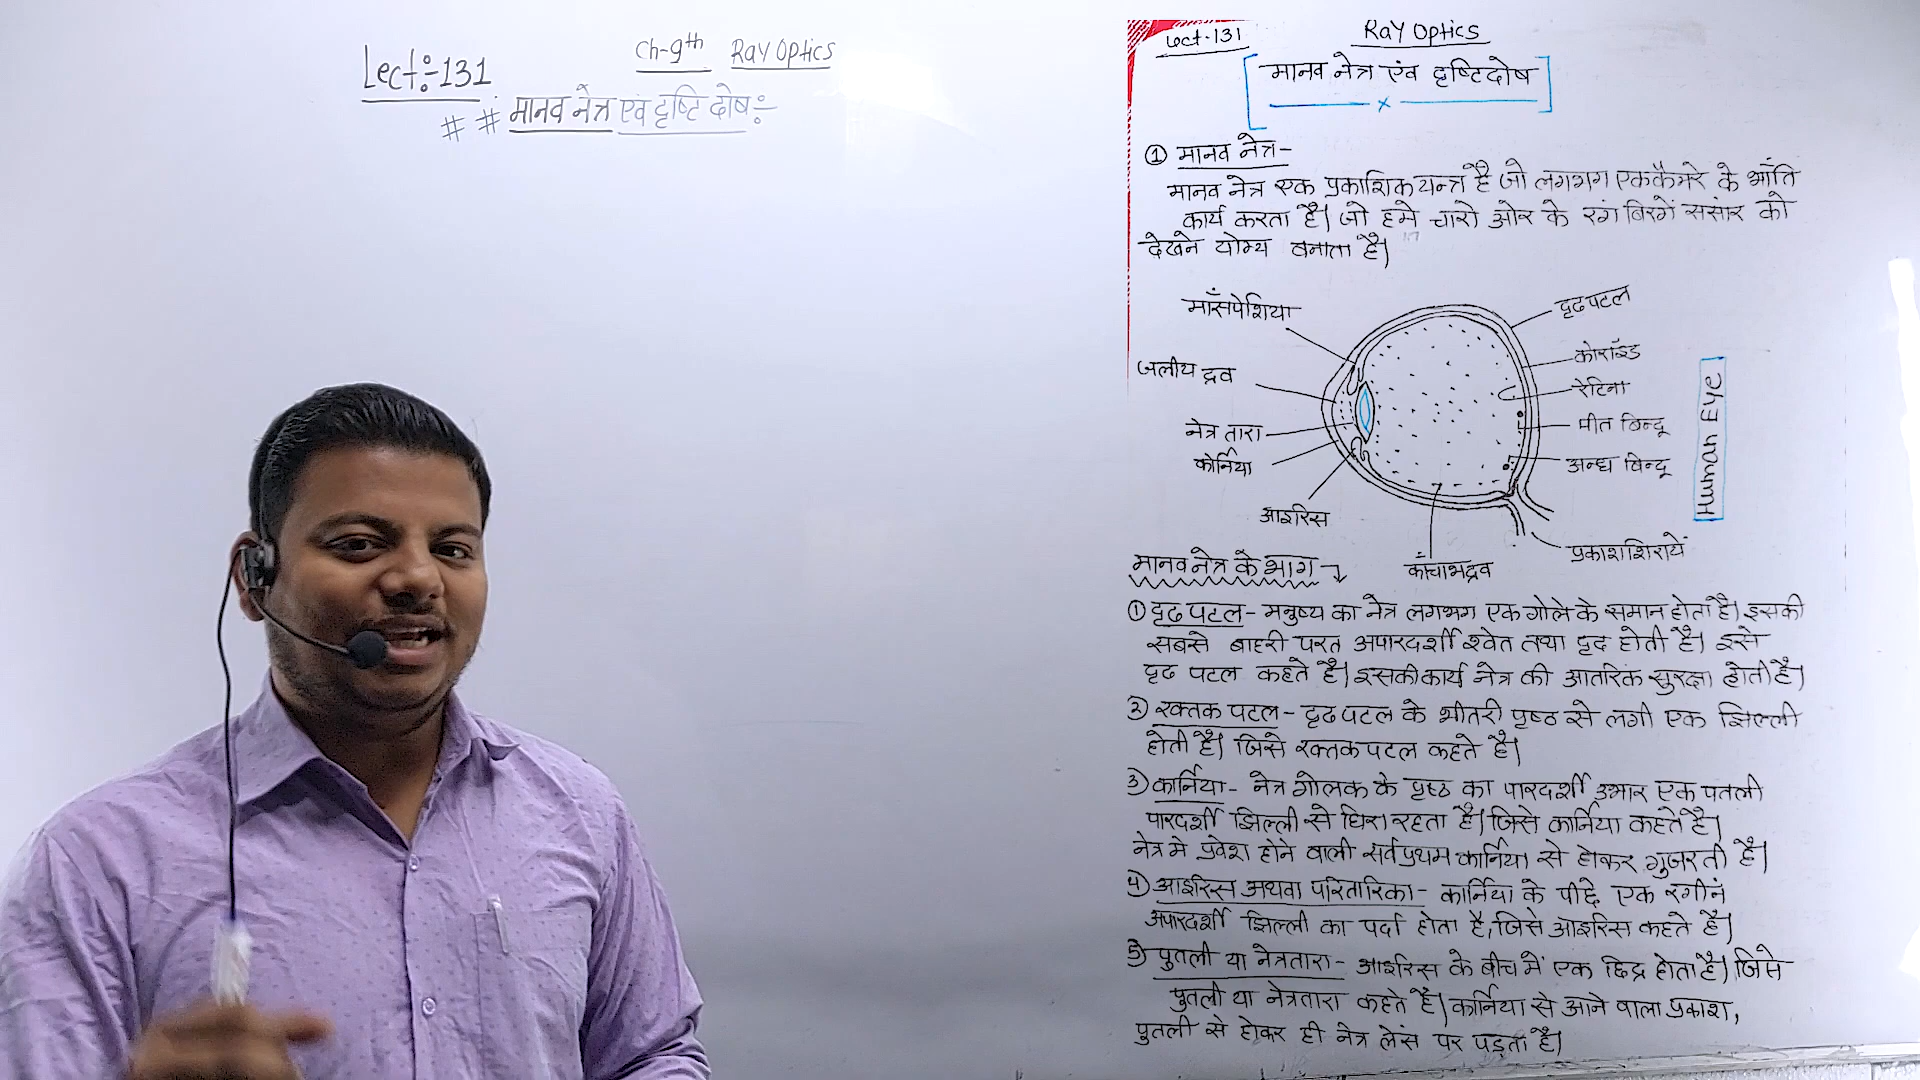 Lect:-131
Ch-9th Ray Optics
# # मानव नेत्र एवं दृष्टि दोष:-
Lect-131
Ray Optics
मानव नेत्र एंव दृष्टिदोष
① मानव नेत्र-
मानव नेत्र एक प्रकाशिक यन्त्र है जो लगभग एक कैमरे के भाँति
कार्य करता है। जो हमे चारो ओर के रंग बिरगें ससांर को
देखने योग्य बनाता है।
माँसपेशिया
दृढपटल
कोराॅइड
जलीय द्रव
रेटिना
नेत्र तारा
पीत बिन्दू
कोर्निया
अन्ध बिन्दू
आइरिस
Human Eye
प्रकाश शिरायें
काँचाभद्रव
मानव नेत्र के भाग
① दृढ पटल - मनुष्य का नेत्र लगभग एक गोले के समान होता है। इसकी
सबसे बाहरी परत अपारदर्शी श्वेत तथा दृढ होती है। इसे
दृढ पटल कहते है। इसकी कार्य नेत्र की आतंरिक सुरक्षा होती है।
२) रक्तक पटल - दृढ पटल के भीतरी पृष्ठ से लगी एक झिल्ली
होती है। जिसे रक्तक पटल कहते है।
3) कार्निया - नेत्र गोलक के पृष्ठ का पारदर्शी उभार एक पतली
पारदर्शी झिल्ली से घिरा रहता है। जिसे कार्निया कहते है।
नेत्र मे प्रवेश होने वाली सर्वप्रथम कार्निया से होकर गुजरती है।
4) आइरिस अथवा परितारिका - कार्निया के पीछे एक रंगीन
अपारदर्शी झिल्ली का पर्दा होता है, जिसे आइरिस कहते है।
5) पुतली या नेत्रतारा - आइरिस के बीच में एक छिद्र होता है। जिसे
पुतली या नेत्रतारा कहते है। कार्निया से आने वाला प्रकाश,
पुतली से होकर ही नेत्र लेंस पर पड़ता है।